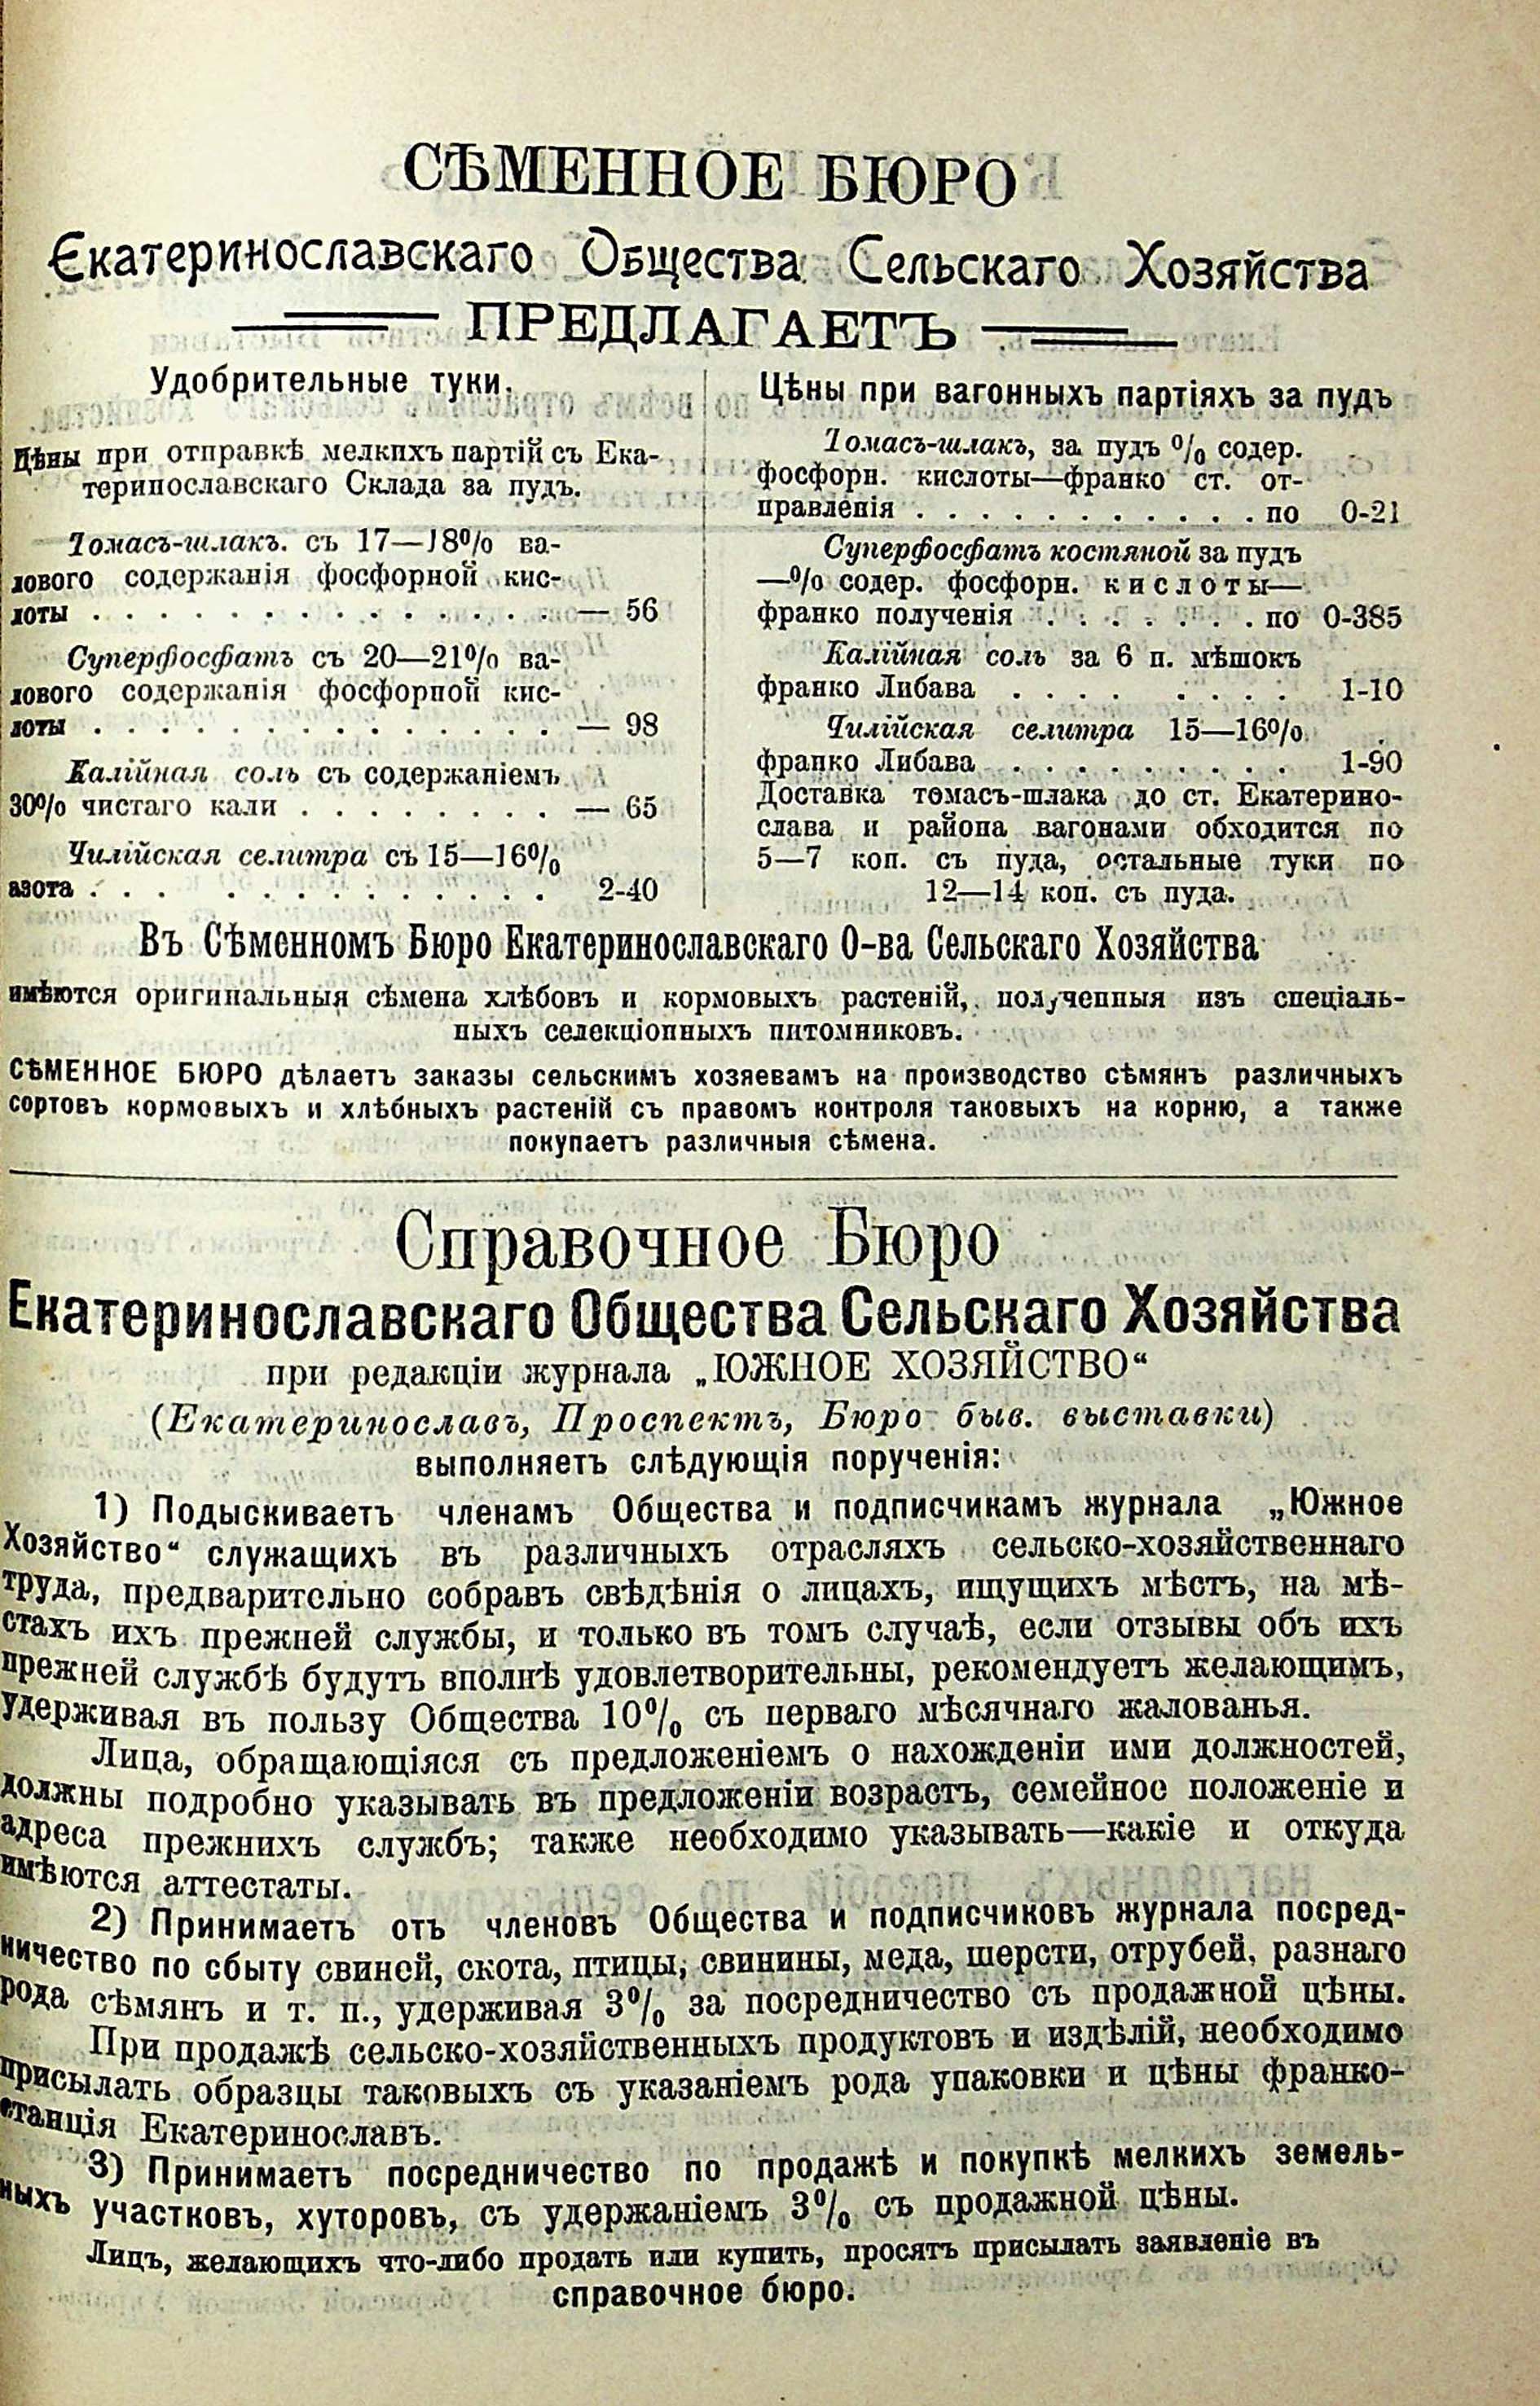 СѢМЕННОЕ БЮРО
Екатеринославскаго Общества Сельскаго Хозяйства
ПРЕДЛАГАЕТЪ
Удобрительные туки.
Цѣны при отправкѣ мелкихъ партій съ Ека-
теринославскаго Склада за пудъ.
Томасъ-шлакъ. съ 17—18% ва-
лового содержанія фосфорной кис-
лоты . . . . . . . . . . . . . . — 56
Суперфосфатъ съ 20—21% ва-
лового содержанія фосфорной кис-
лоты . . . . . . . . . . . . . . — 98
Калійная соль съ содержаніемъ
30% чистаго кали . . . . . . . . — 65
Чилійская селитра съ 15—16%
азота . . . . . . . . . . . . . 2-40
Цѣны при вагонныхъ партіяхъ за пудъ
Томасъ-шлакъ, за пудъ % содер.
фосфорн. кислоты—франко ст. от-
правленія . . . . . . . . . . . . по 0-21
Суперфосфатъ костяной за пудъ
—% содер. фосфорн. кислоты—
франко полученія . . . . . . . . по 0-385
Калійная соль за 6 п. мѣшокъ
франко Либава . . . . . . . . 1-10
Чилійская селитра 15—16%
франко Либава . . . . . . . . . 1-90
Доставка томасъ-шлака до ст. Екатерино-
слава и района вагонами обходится по
5—7 коп. съ пуда, остальные туки по
12—14 коп. съ пуда.
Въ Сѣменномъ Бюро Екатеринославскаго О-ва Сельскаго Хозяйства
имѣются оригинальныя сѣмена хлѣбовъ и кормовыхъ растеній, полученныя изъ спеціаль-
ныхъ селекціонныхъ питомниковъ.
СѢМЕННОЕ БЮРО дѣлаетъ заказы сельскимъ хозяевамъ на производство сѣмянъ различныхъ
сортовъ кормовыхъ и хлѣбныхъ растеній съ правомъ контроля таковыхъ на корню, а также
покупаетъ различныя сѣмена.
Справочное Бюро
Екатеринославскаго Общества Сельскаго Хозяйства
при редакціи журнала „ЮЖНОЕ ХОЗЯЙСТВО“
(Екатеринославъ, Проспектъ, Бюро быв. выставки)
выполняетъ слѣдующія порученія:
1) Подыскиваетъ членамъ Общества и подписчикамъ журнала „Южное
Хозяйство“ служащихъ въ различныхъ отрасляхъ сельско-хозяйственнаго
труда, предварительно собравъ свѣдѣнія о лицахъ, ищущихъ мѣстъ, на мѣ-
стахъ ихъ прежней службы, и только въ томъ случаѣ, если отзывы объ ихъ
прежней службѣ будутъ вполнѣ удовлетворительны, рекомендуетъ желающимъ,
удерживая въ пользу Общества 10% съ перваго мѣсячнаго жалованья.
Лица, обращающіяся съ предложеніемъ о нахожденіи ими должностей,
должны подробно указывать въ предложеніи возрастъ, семейное положеніе и
адреса прежнихъ службъ; также необходимо указывать—какіе и откуда
имѣются аттестаты.
2) Принимаетъ отъ членовъ Общества и подписчиковъ журнала посред-
ничество по сбыту свиней, скота, птицы, свинины, меда, шерсти, отрубей, разнаго
рода сѣмянъ и т. п., удерживая 3% за посредничество съ продажной цѣны.
При продажѣ сельско-хозяйственныхъ продуктовъ и издѣлій, необходимо
присылать образцы таковыхъ съ указаніемъ рода упаковки и цѣны франко-
станція Екатеринославъ.
3) Принимаетъ посредничество по продажѣ и покупкѣ мелкихъ земель-
ныхъ участковъ, хуторовъ, съ удержаніемъ 3% съ продажной цѣны.
Лицъ, желающихъ что-либо продать или купить, просятъ присылать заявленіе въ
справочное бюро.